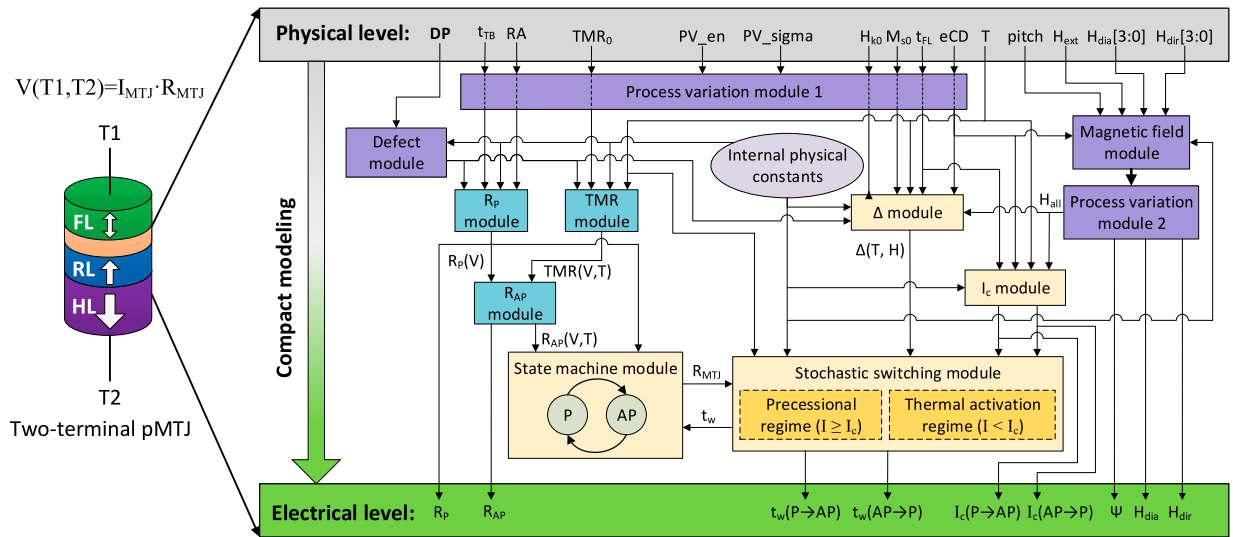 Physical level:
DP
t_TB
RA
TMR_0
PV_en
PV_sigma
H_k0
M_s0
t_FL
eCD
T
pitch
H_ext
H_dia[3:0]
H_dir[3:0]
V(T1,T2)=I_MTJ·R_MTJ
T1
FL
RL
HL
T2
Two-terminal pMTJ
Compact modeling
Process variation module 1
Defect
module
Internal physical
constants
Magnetic field
module
R_P
module
TMR
module
Δ module
H_all
Process variation
module 2
R_P(V)
TMR(V,T)
Δ(T, H)
R_AP
module
I_c module
R_AP(V,T)
State machine module
P
AP
R_MTJ
t_w
Stochastic switching module
Precessional
regime (I ≥ I_c)
Thermal activation
regime (I < I_c)
Electrical level:
R_P
R_AP
t_w(P→AP)
t_w(AP→P)
I_c(P→AP)
I_c(AP→P)
Ψ
H_dia
H_dir